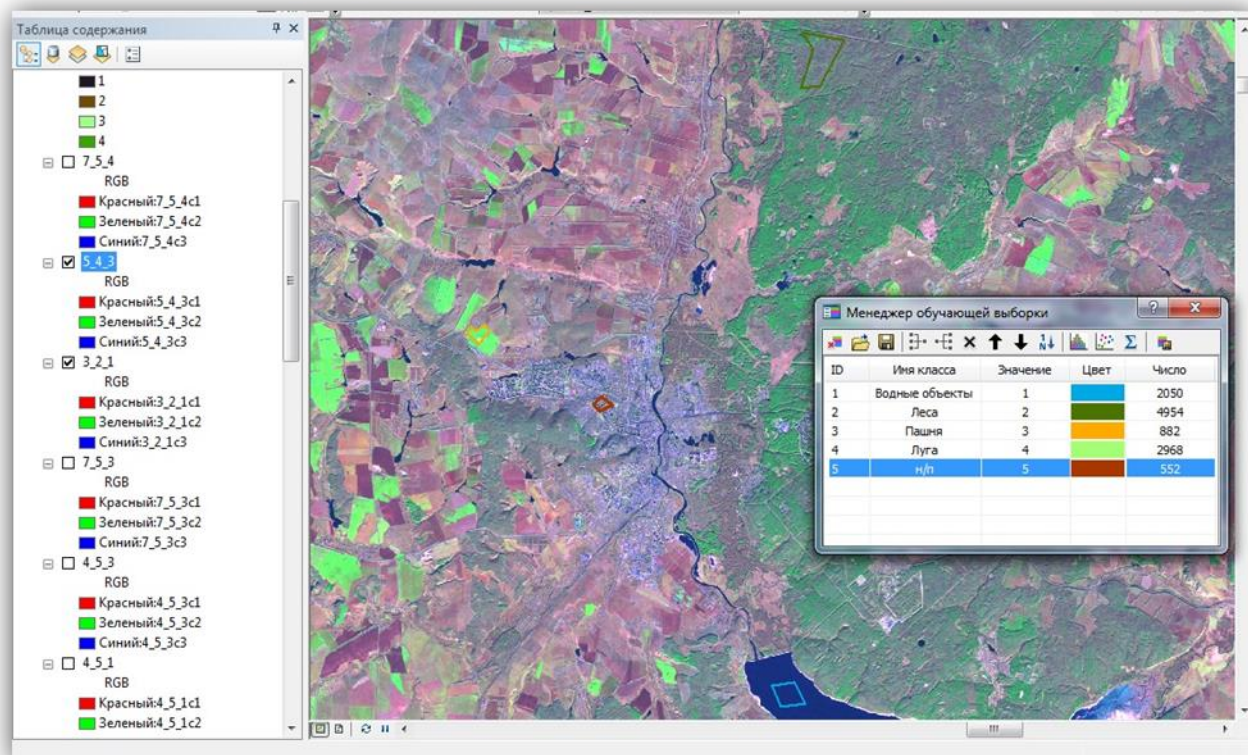 Таблица содержания
1
2
3
4
7_5_4
RGB
Красный:7_5_4c1
Зеленый:7_5_4c2
Синий:7_5_4c3
5_4_3
RGB
Красный:5_4_3c1
Зеленый:5_4_3c2
Синий:5_4_3c3
3_2_1
RGB
Красный:3_2_1c1
Зеленый:3_2_1c2
Синий:3_2_1c3
7_5_3
RGB
Красный:7_5_3c1
Зеленый:7_5_3c2
Синий:7_5_3c3
4_5_3
RGB
Красный:4_5_3c1
Зеленый:4_5_3c2
Синий:4_5_3c3
4_5_1
RGB
Красный:4_5_1c1
Зеленый:4_5_1c2
Менеджер обучающей выборки
ID Имя класса Значение Цвет Число
1 Водные объекты 1 2050
2 Леса 2 4954
3 Пашня 3 882
4 Луга 4 2968
5 н/п 5 552